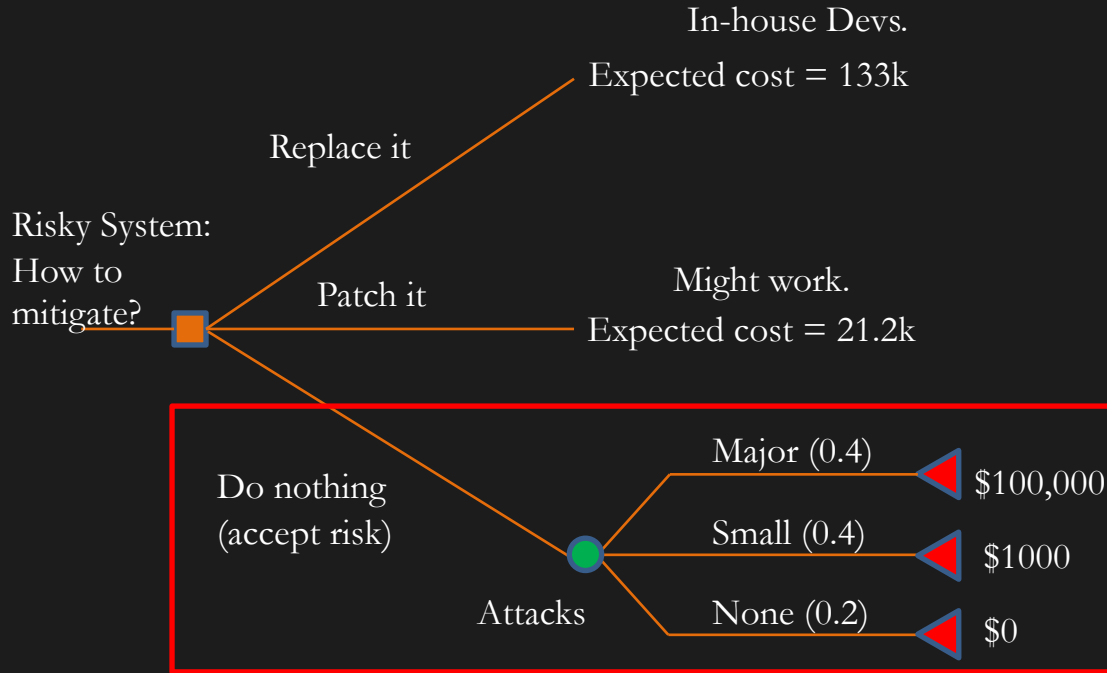 In-house Devs.
Expected cost = 133k
Replace it
Risky System:
How to
mitigate?
Patch it
Might work.
Expected cost = 21.2k
Do nothing
(accept risk)
Attacks
Major (0.4)
$100,000
Small (0.4)
$1000
None (0.2)
$0